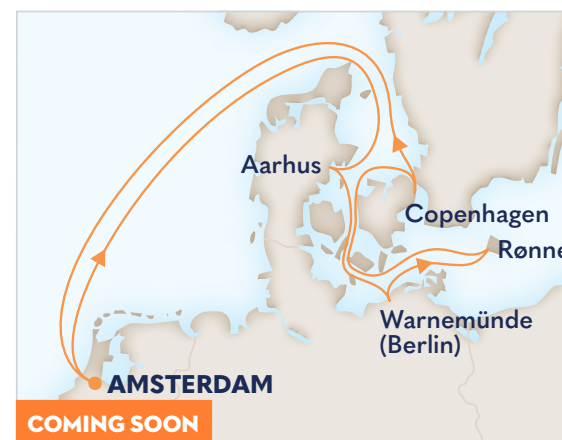 Aarhus
Copenhagen
Rønne
Warnemünde
(Berlin)
AMSTERDAM
COMING SOON